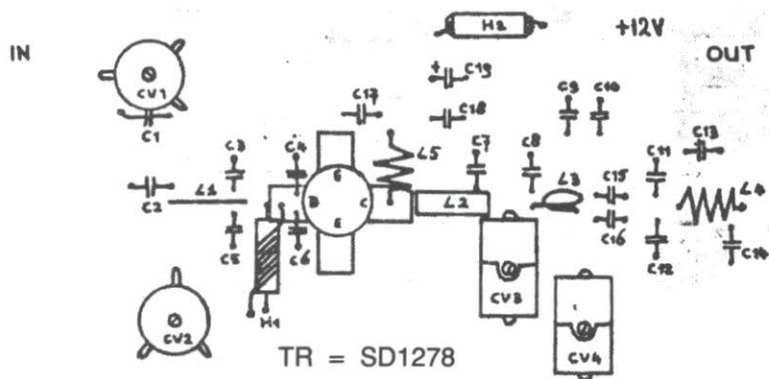 IN
H2
+12V
OUT
CV1
C1
+
C19
C17
C18
C9
C10
C3
C4
E
L5
C7
C8
C11
C13
C2
L1
B
C
L2
L3
C15
L4
C5
C6
E
C16
C12
C14
H1
CV3
CV2
TR = SD1278
CV4